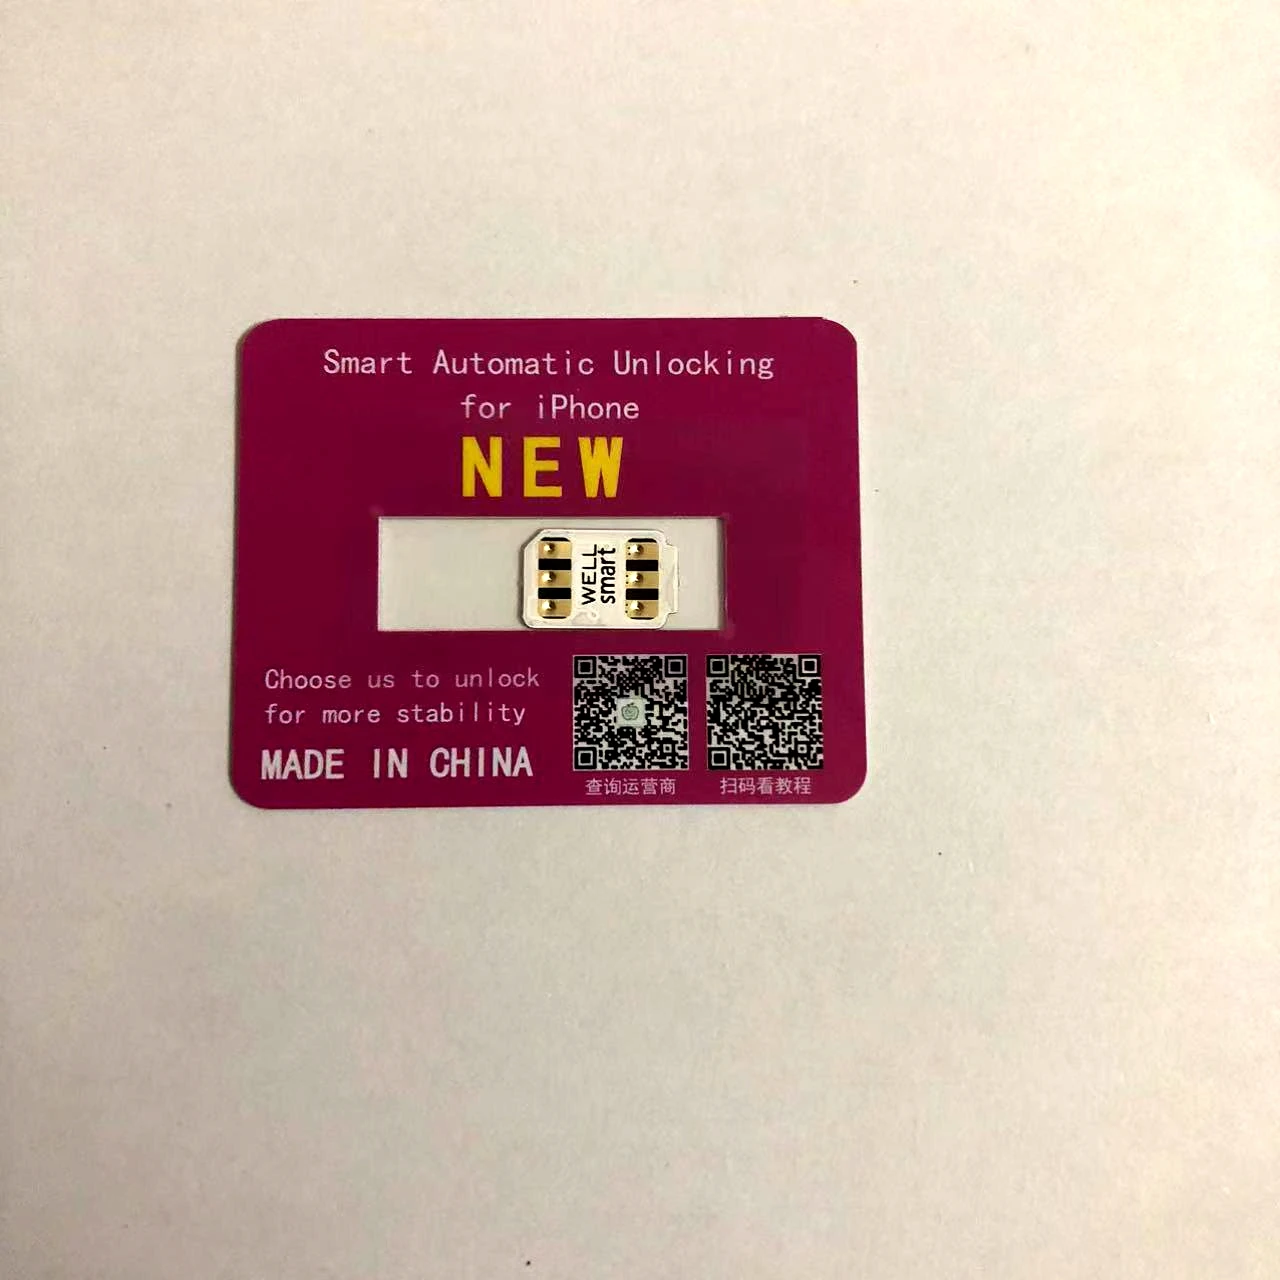 Smart Automatic Unlocking
for iPhone
NEW
WELL
smart
Choose us to unlock
for more stability
MADE IN CHINA
查询运营商
扫码看教程